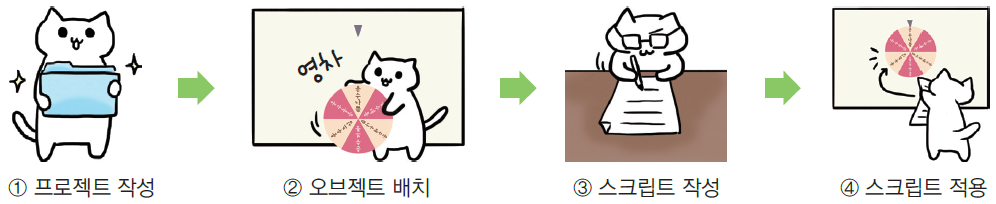 영차
① 프로젝트 작성
② 오브젝트 배치
③ 스크립트 작성
④ 스크립트 적용